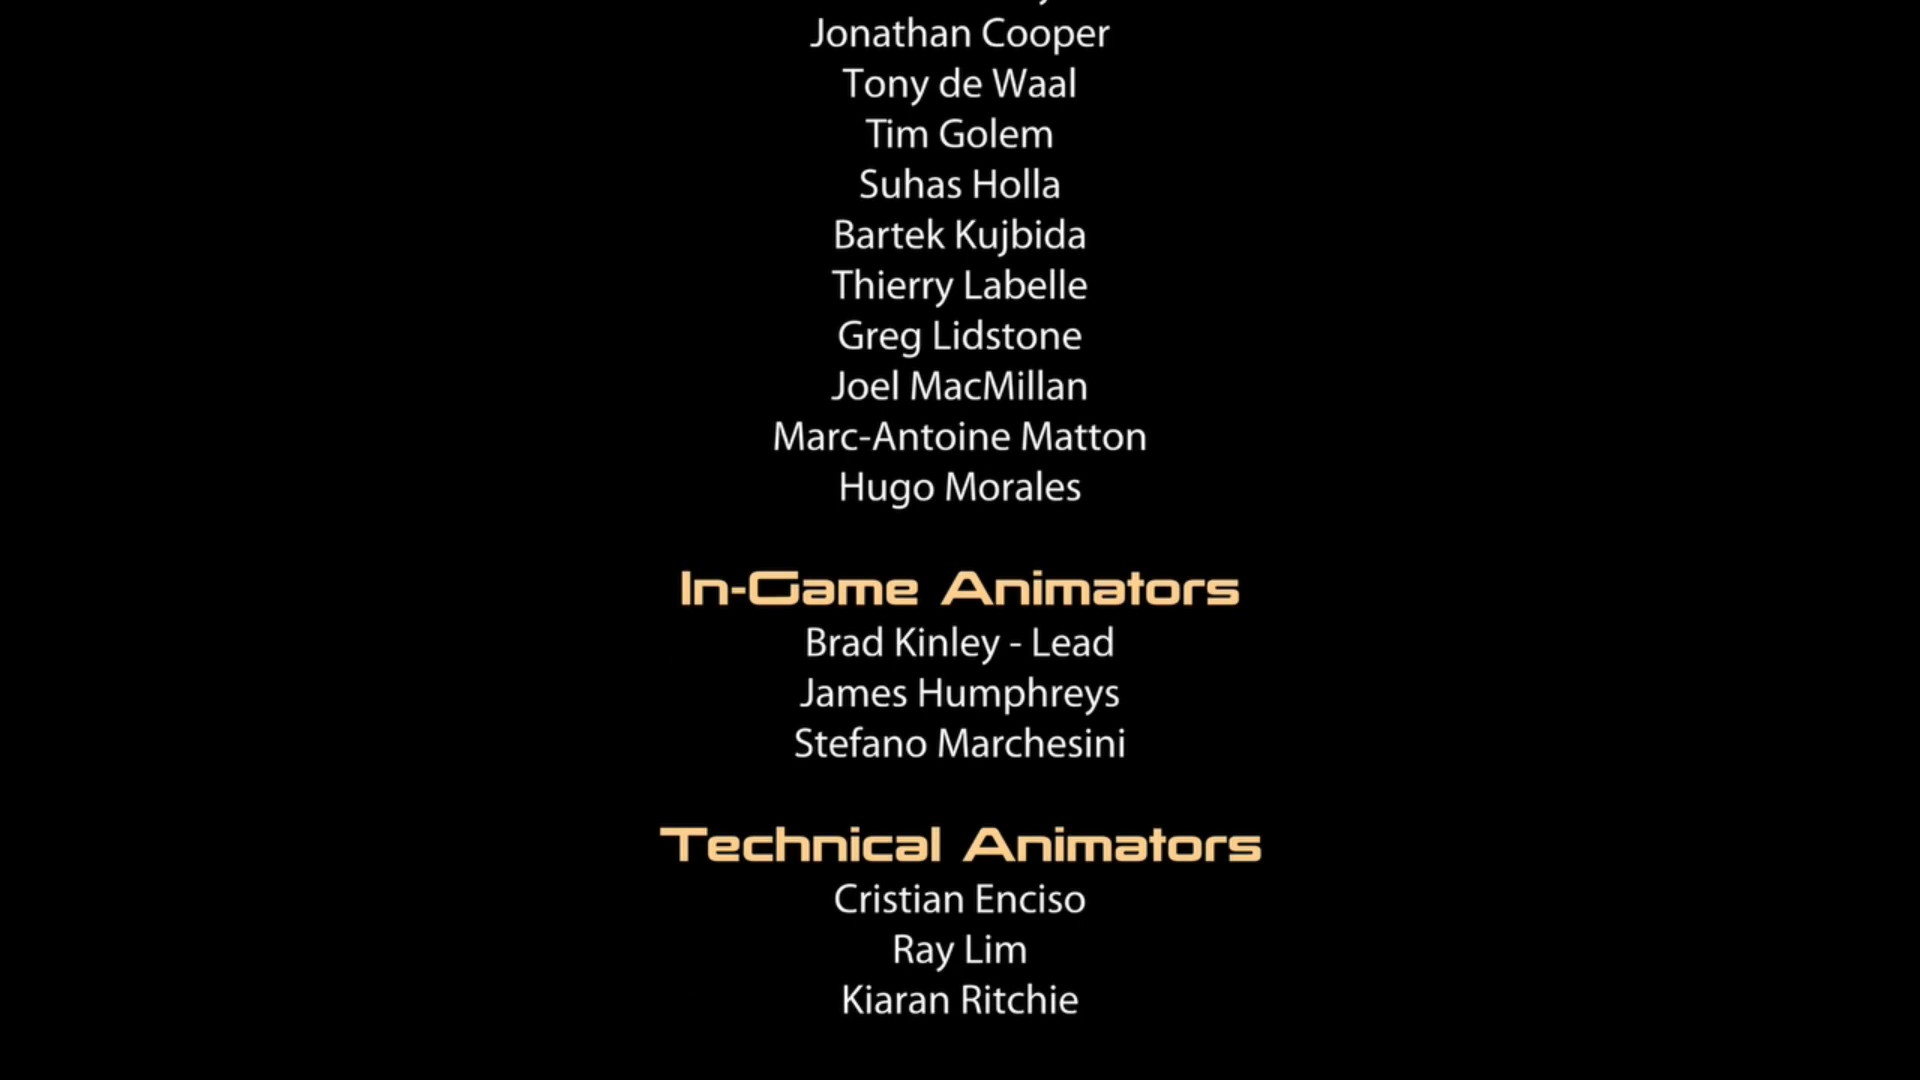 Jonathan Cooper
Tony de Waal
Tim Golem
Suhas Holla
Bartek Kujbida
Thierry Labelle
Greg Lidstone
Joel MacMillan
Marc-Antoine Matton
Hugo Morales
In-Game Animators
Brad Kinley - Lead
James Humphreys
Stefano Marchesini
Technical Animators
Cristian Enciso
Ray Lim
Kiaran Ritchie